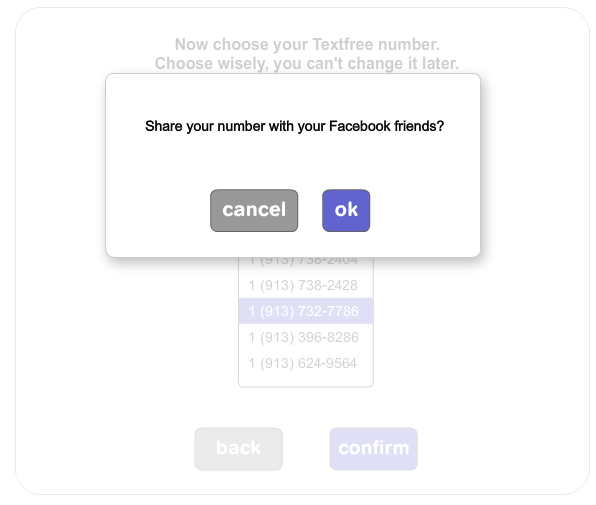 Now choose your Textfree number.
Choose wisely, you can't change it later.
Share your number with your Facebook friends?
cancel ok
1 (913) 738-2404
1 (913) 738-2428
1 (913) 732-7786
1 (913) 396-8286
1 (913) 624-9564
back confirm